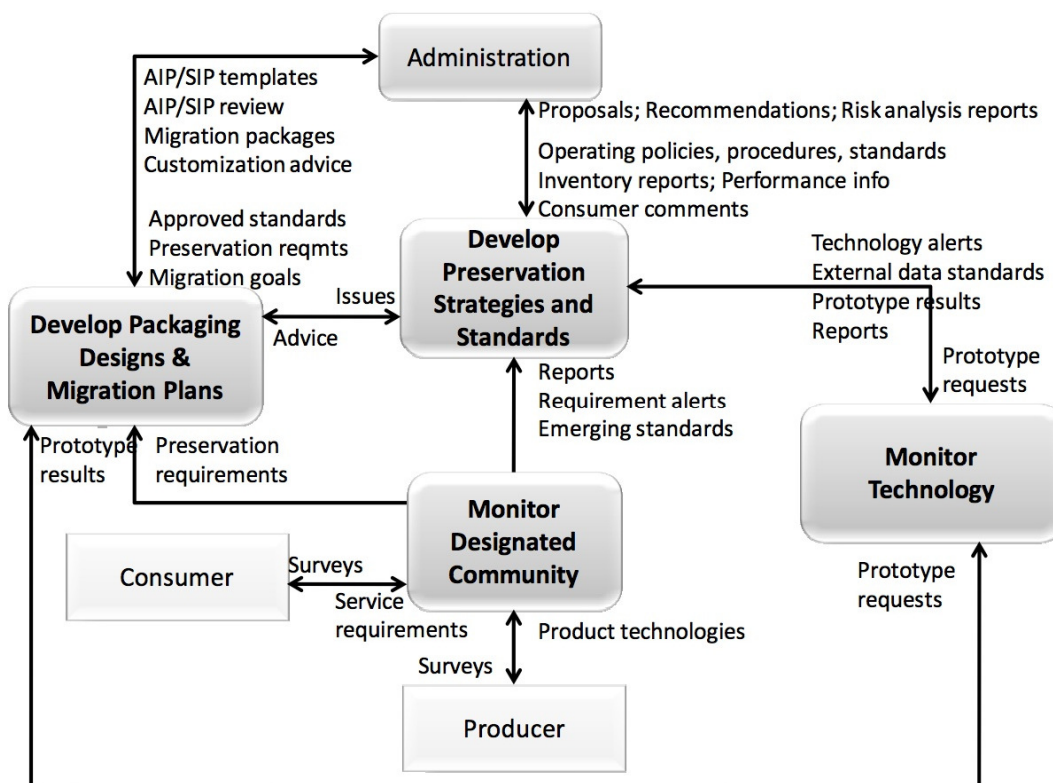 Administration
AIP/SIP templates
AIP/SIP review
Migration packages
Customization advice
Proposals; Recommendations; Risk analysis reports
Operating policies, procedures, standards
Inventory reports; Performance info
Consumer comments
Approved standards
Preservation reqmts
Migration goals
Develop
Preservation
Strategies and
Standards
Technology alerts
External data standards
Prototype results
Reports
Issues
Advice
Develop Packaging
Designs &
Migration Plans
Prototype
requests
Reports
Requirement alerts
Emerging standards
Prototype
results
Preservation
requirements
Monitor
Technology
Monitor
Designated
Community
Consumer
Surveys
Service
requirements
Prototype
requests
Product technologies
Surveys
Producer